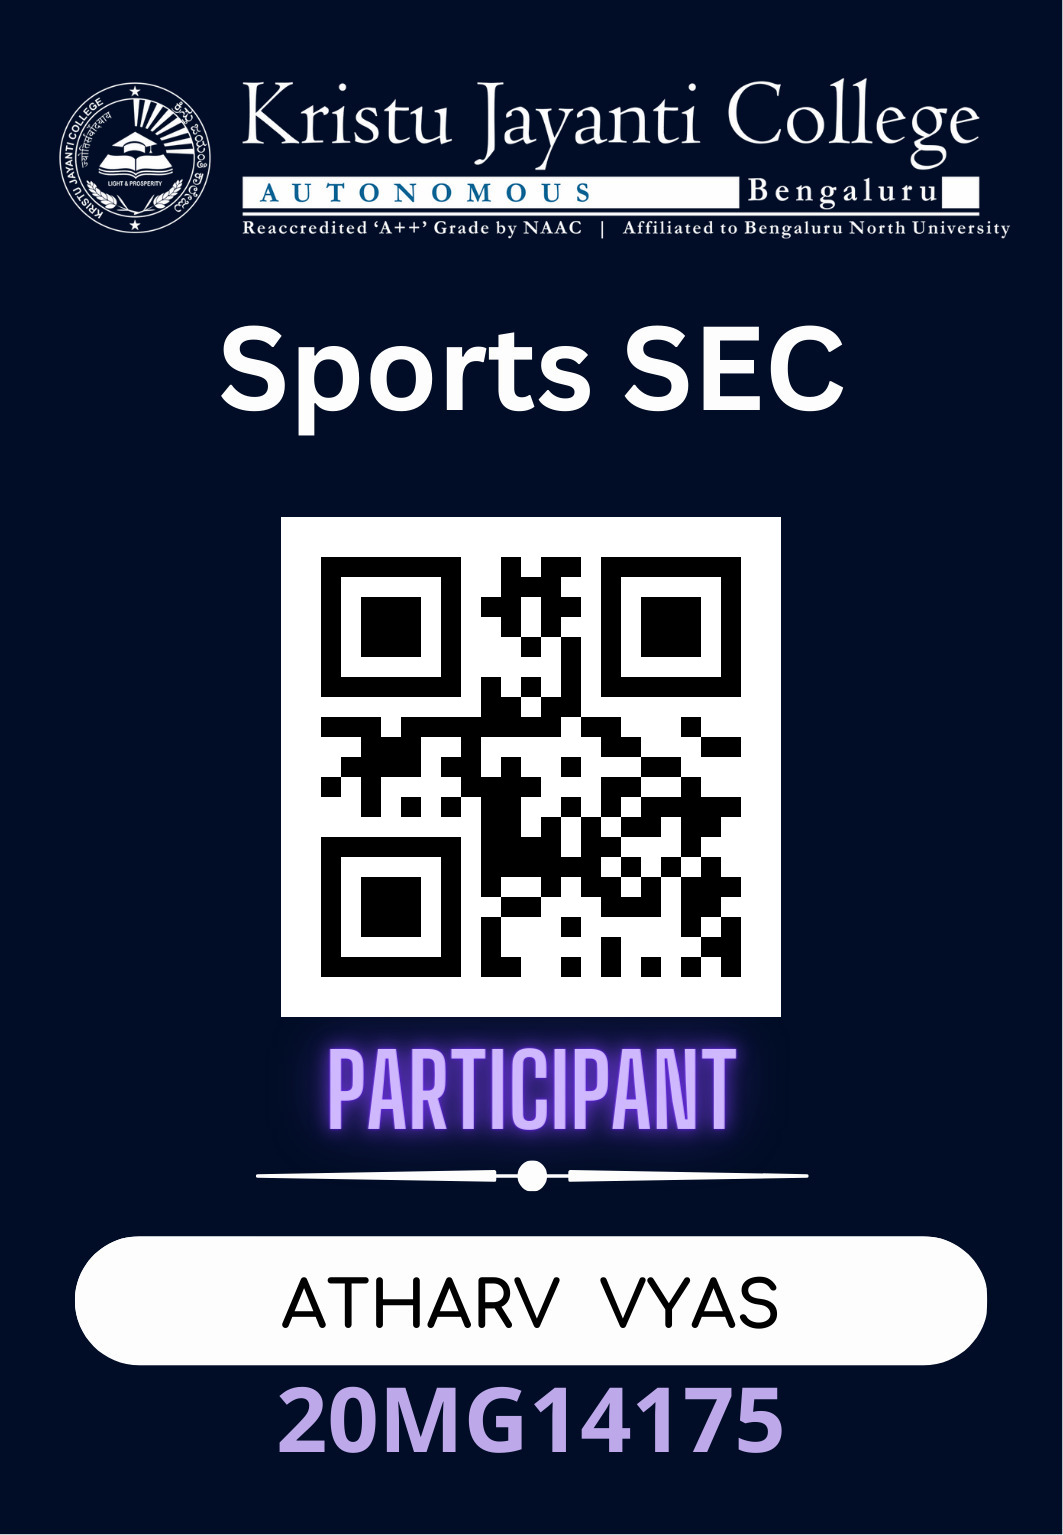 KRISTU JAYANTI COLLEGE
ಕ್ರಿಸ್ತು ಜಯಂತಿ ಕಾಲೇಜು
LIGHT & PROSPERITY
Kristu Jayanti College
AUTONOMOUS Bengaluru
Reaccredited ‘A++’ Grade by NAAC | Affiliated to Bengaluru North University
Sports SEC
PARTICIPANT
ATHARV VYAS
20MG14175